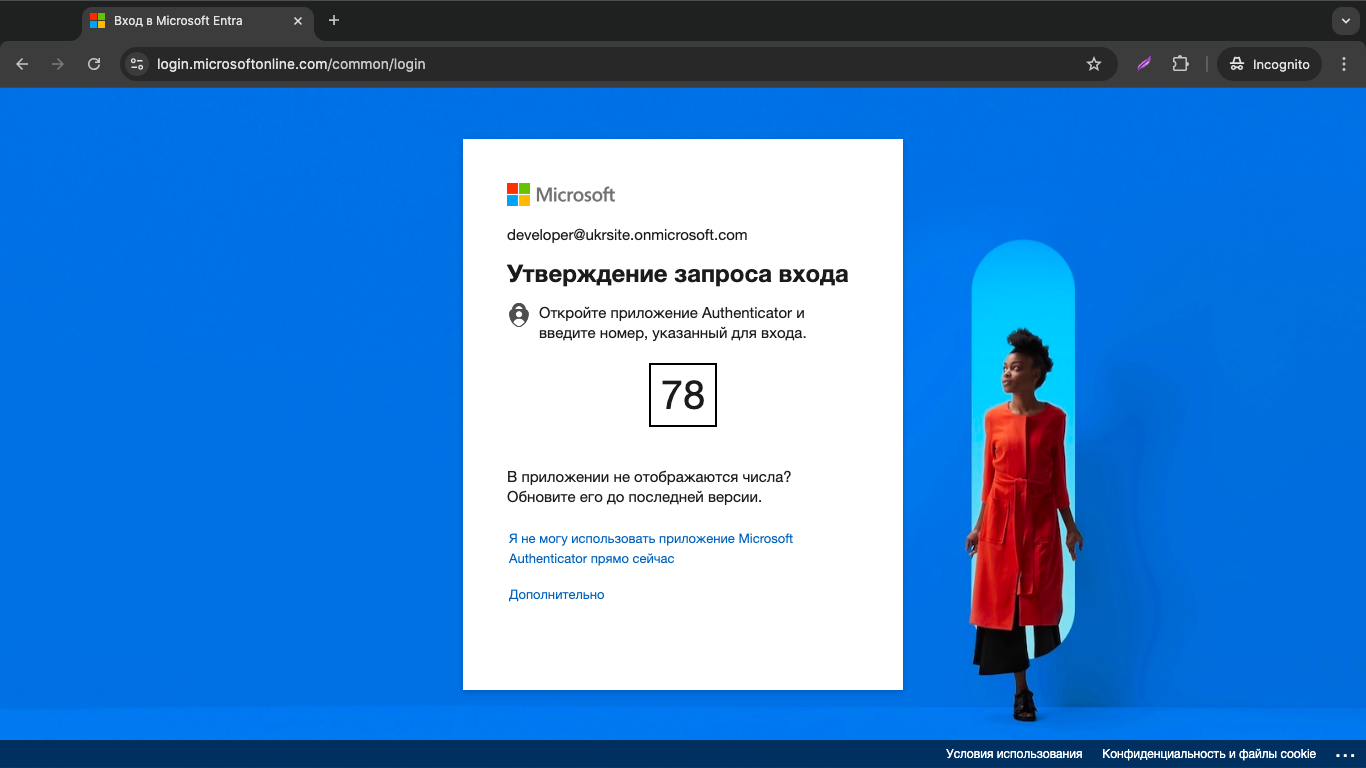 Вход в Microsoft Entra
login.microsoftonline.com/common/login
Incognito
Microsoft
developer@ukrsite.onmicrosoft.com
Утверждение запроса входа
Откройте приложение Authenticator и
введите номер, указанный для входа.
78
В приложении не отображаются числа?
Обновите его до последней версии.
Я не могу использовать приложение Microsoft
Authenticator прямо сейчас
Дополнительно
Условия использования Конфиденциальность и файлы cookie